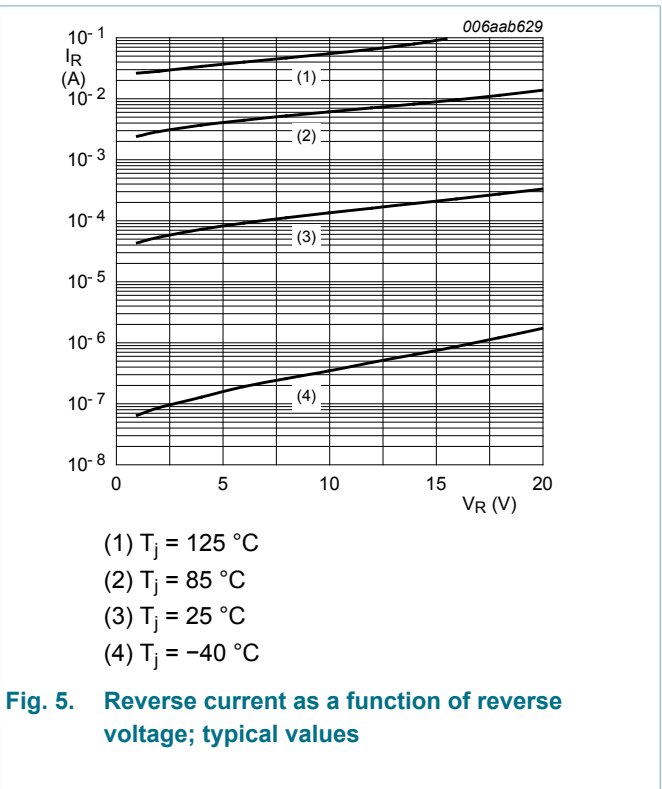 006aab629
I_R
(A)
10-1
10-2
10-3
10-4
10-5
10-6
10-7
10-8
(1)
(2)
(3)
(4)
0 5 10 15 20
V_R (V)
(1) T_j = 125 °C
(2) T_j = 85 °C
(3) T_j = 25 °C
(4) T_j = −40 °C
Fig. 5. Reverse current as a function of reverse
voltage; typical values